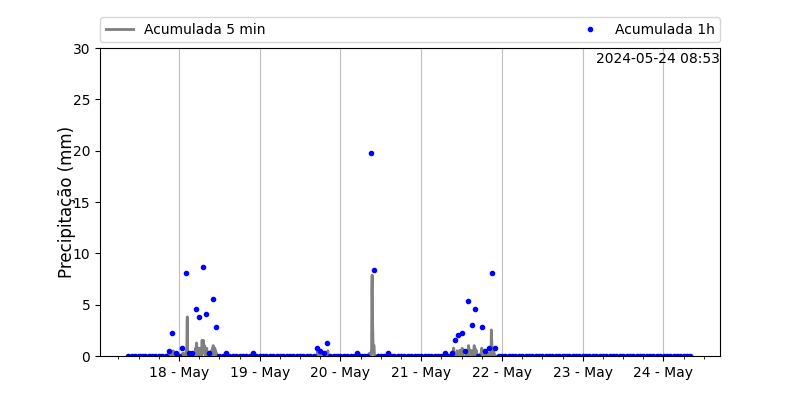 Acumulada 5 min
Acumulada 1h
2024-05-24 08:53
30
25
20
15
10
5
0
Precipitação (mm)
18 - May
19 - May
20 - May
21 - May
22 - May
23 - May
24 - May